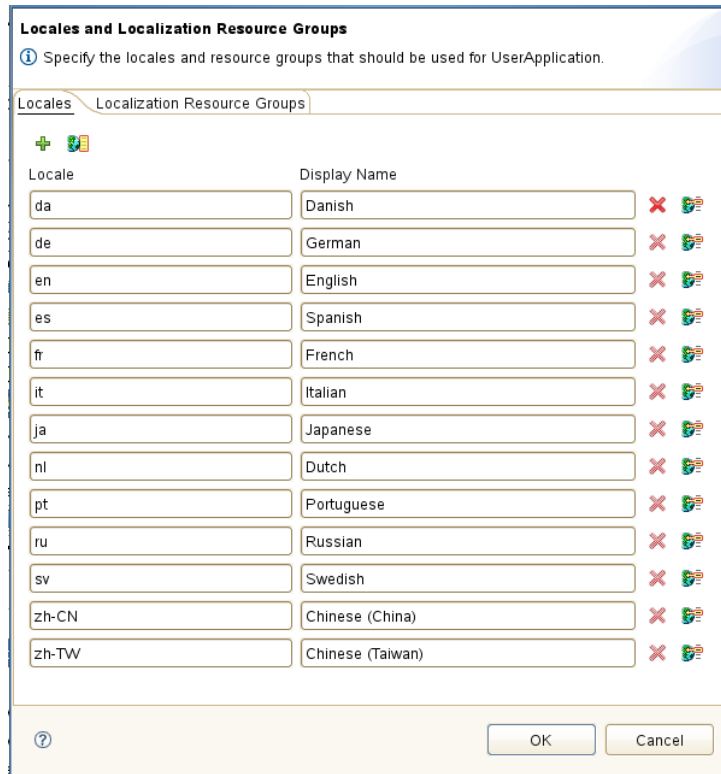 Locales and Localization Resource Groups
Specify the locales and resource groups that should be used for UserApplication.
Locales Localization Resource Groups
Locale Display Name
da Danish
de German
en English
es Spanish
fr French
it Italian
ja Japanese
nl Dutch
pt Portuguese
ru Russian
sv Swedish
zh-CN Chinese (China)
zh-TW Chinese (Taiwan)
OK Cancel